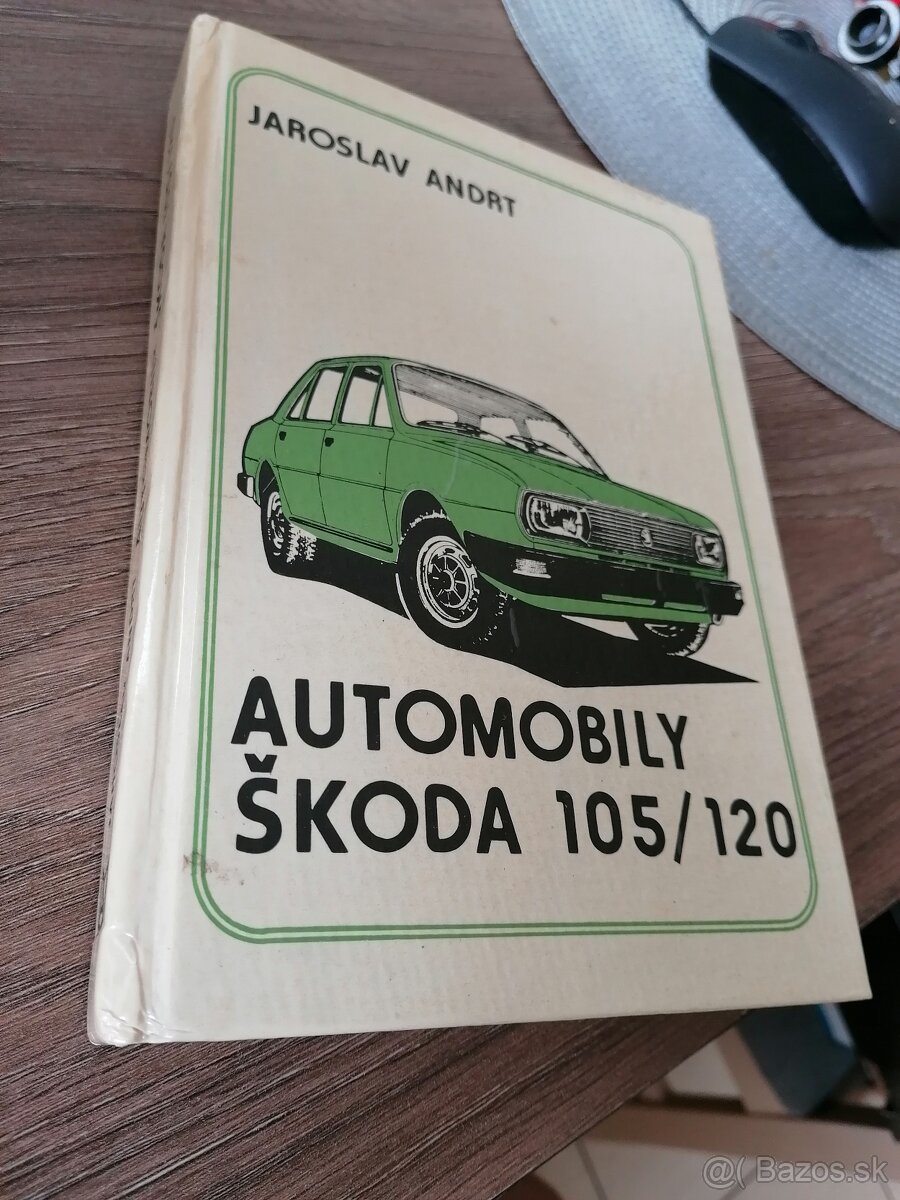 JAROSLAV ANDRT
AUTOMOBILY
ŠKODA 105/120
@( Bazos.sk